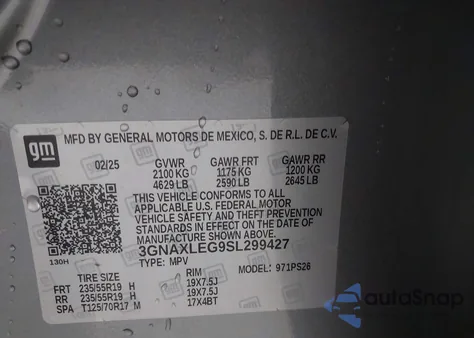 gm
MFD BY GENERAL MOTORS DE MEXICO, S. DE R.L. DE C.V.
02/25 GVWR GAWR FRT GAWR RR
2100 KG 1175 KG 1200 KG
4629 LB 2590 LB 2645 LB
THIS VEHICLE CONFORMS TO ALL
APPLICABLE U.S. FEDERAL MOTOR
VEHICLE SAFETY AND THEFT PREVENTION
STANDARDS IN EFFECT ON THE DATE OF
MANUFACTURE SHOWN ABOVE.
3GNAXLEG9SL299427
130H TYPE: MPV MODEL: 971PS26
TIRE SIZE RIM
FRT 235/55R19 H 19X7.5J
RR 235/55R19 H 19X7.5J
SPA T125/70R17 M 17X4BT
autoSnap